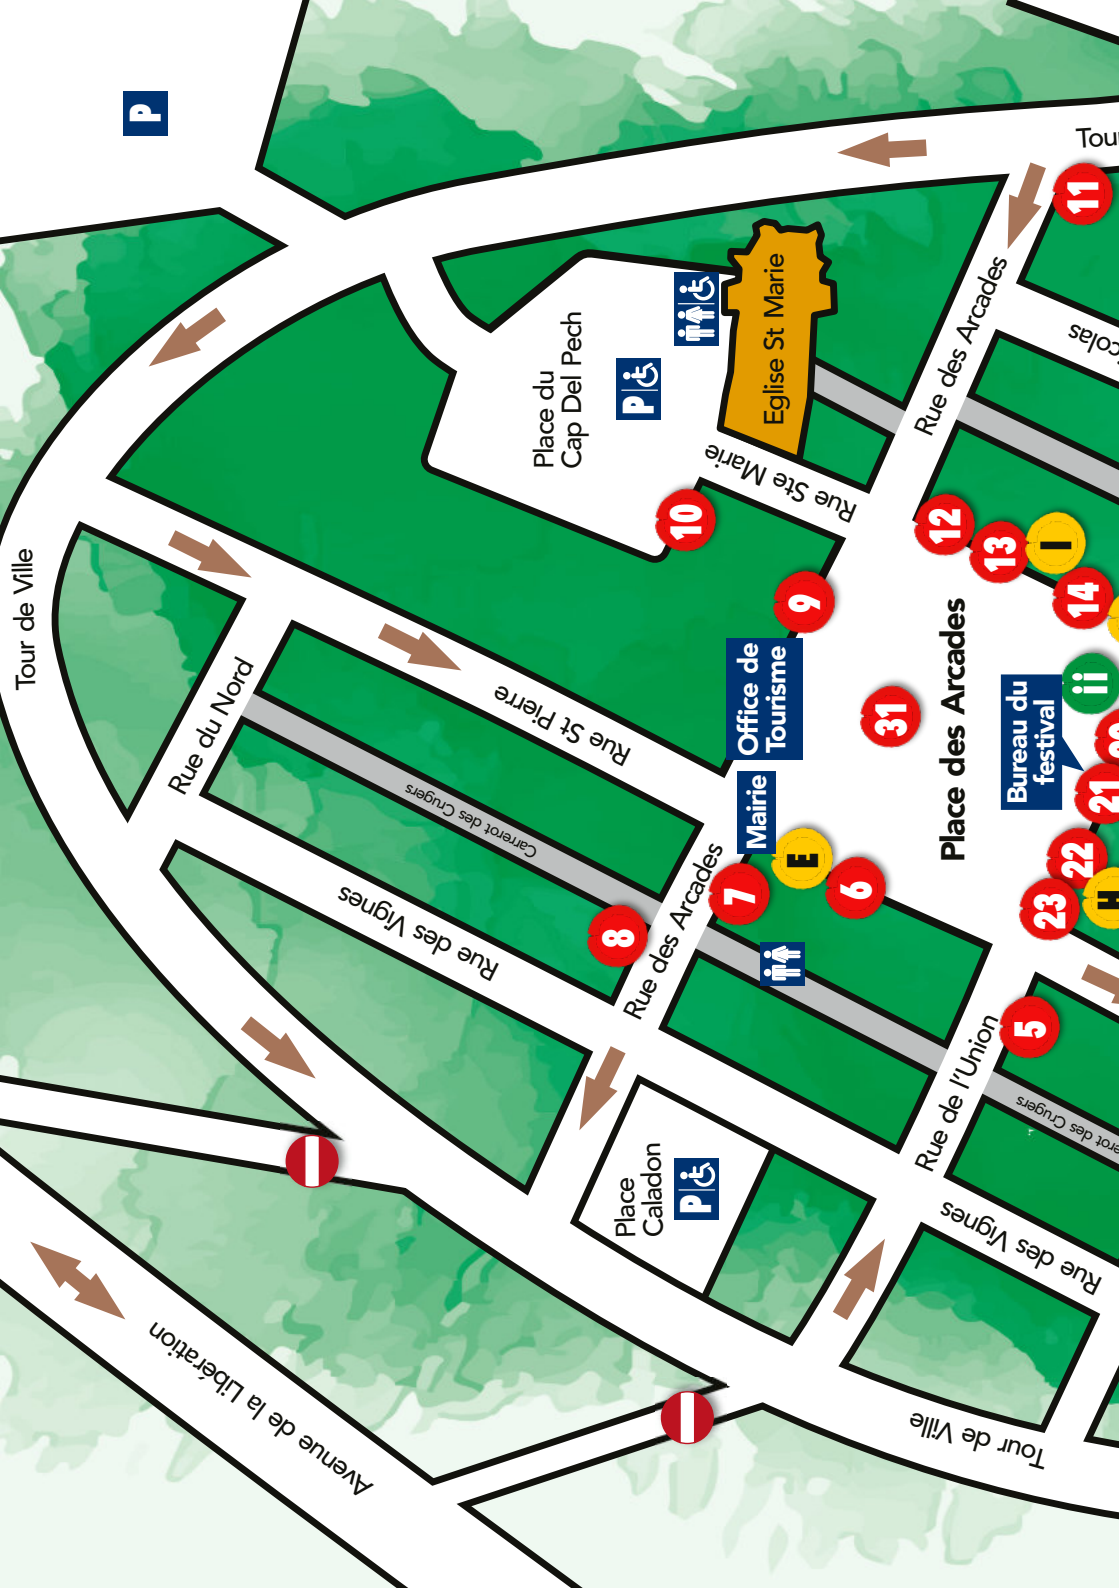 P
Tour de Ville
Rue du Nord
Rue St Pierre
Carrerot des Crugers
Rue des Vignes
Place du
Cap Del Pech
P
Eglise St Marie
Rue Ste Marie
Rue des Arcades
11
10
12
13
I
14
9
Office de
Tourisme
Mairie
31
Place des Arcades
Bureau du
festival
21
22
23
H
7
E
6
8
Rue des Arcades
5
Rue de l'Union
Place
Caladon
P
Rue des Vignes
Tour de Ville
Avenue de la Libération